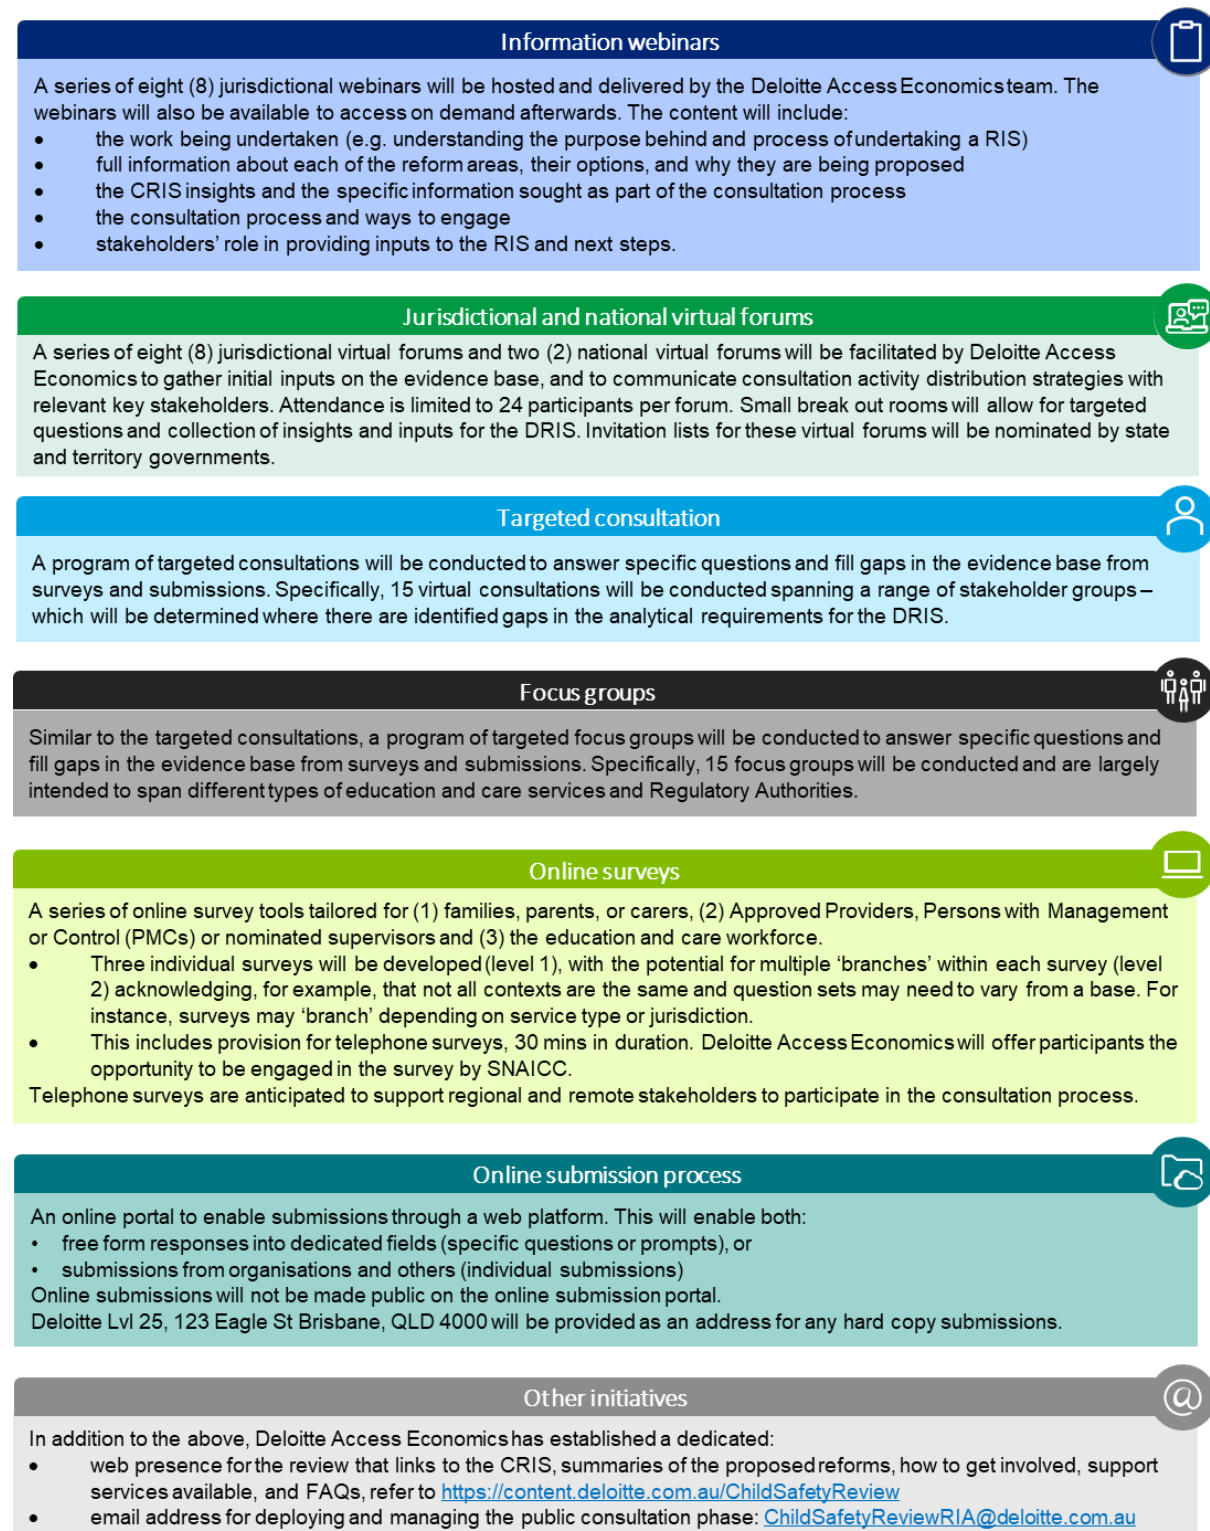 Information webinars
A series of eight (8) jurisdictional webinars will be hosted and delivered by the Deloitte Access Economics team. The
webinars will also be available to access on demand afterwards. The content will include:
• the work being undertaken (e.g. understanding the purpose behind and process of undertaking a RIS)
• full information about each of the reform areas, their options, and why they are being proposed
• the CRIS insights and the specific information sought as part of the consultation process
• the consultation process and ways to engage
• stakeholders’ role in providing inputs to the RIS and next steps.
Jurisdictional and national virtual forums
A series of eight (8) jurisdictional virtual forums and two (2) national virtual forums will be facilitated by Deloitte Access
Economics to gather initial inputs on the evidence base, and to communicate consultation activity distribution strategies with
relevant key stakeholders. Attendance is limited to 24 participants per forum. Small break out rooms will allow for targeted
questions and collection of insights and inputs for the DRIS. Invitation lists for these virtual forums will be nominated by state
and territory governments.
Targeted consultation
A program of targeted consultations will be conducted to answer specific questions and fill gaps in the evidence base from
surveys and submissions. Specifically, 15 virtual consultations will be conducted spanning a range of stakeholder groups –
which will be determined where there are identified gaps in the analytical requirements for the DRIS.
Focus groups
Similar to the targeted consultations, a program of targeted focus groups will be conducted to answer specific questions and
fill gaps in the evidence base from surveys and submissions. Specifically, 15 focus groups will be conducted and are largely
intended to span different types of education and care services and Regulatory Authorities.
Online surveys
A series of online survey tools tailored for (1) families, parents, or carers, (2) Approved Providers, Persons with Management
or Control (PMCs) or nominated supervisors and (3) the education and care workforce.
• Three individual surveys will be developed (level 1), with the potential for multiple ‘branches’ within each survey (level
2) acknowledging, for example, that not all contexts are the same and question sets may need to vary from a base. For
instance, surveys may ‘branch’ depending on service type or jurisdiction.
• This includes provision for telephone surveys, 30 mins in duration. Deloitte Access Economics will offer participants the
opportunity to be engaged in the survey by SNAICC.
Telephone surveys are anticipated to support regional and remote stakeholders to participate in the consultation process.
Online submission process
An online portal to enable submissions through a web platform. This will enable both:
• free form responses into dedicated fields (specific questions or prompts), or
• submissions from organisations and others (individual submissions)
Online submissions will not be made public on the online submission portal.
Deloitte Lvl 25, 123 Eagle St Brisbane, QLD 4000 will be provided as an address for any hard copy submissions.
Other initiatives
In addition to the above, Deloitte Access Economics has established a dedicated:
• web presence for the review that links to the CRIS, summaries of the proposed reforms, how to get involved, support
services available, and FAQs, refer to https://content.deloitte.com.au/ChildSafetyReview
• email address for deploying and managing the public consultation phase: ChildSafetyReviewRIA@deloitte.com.au